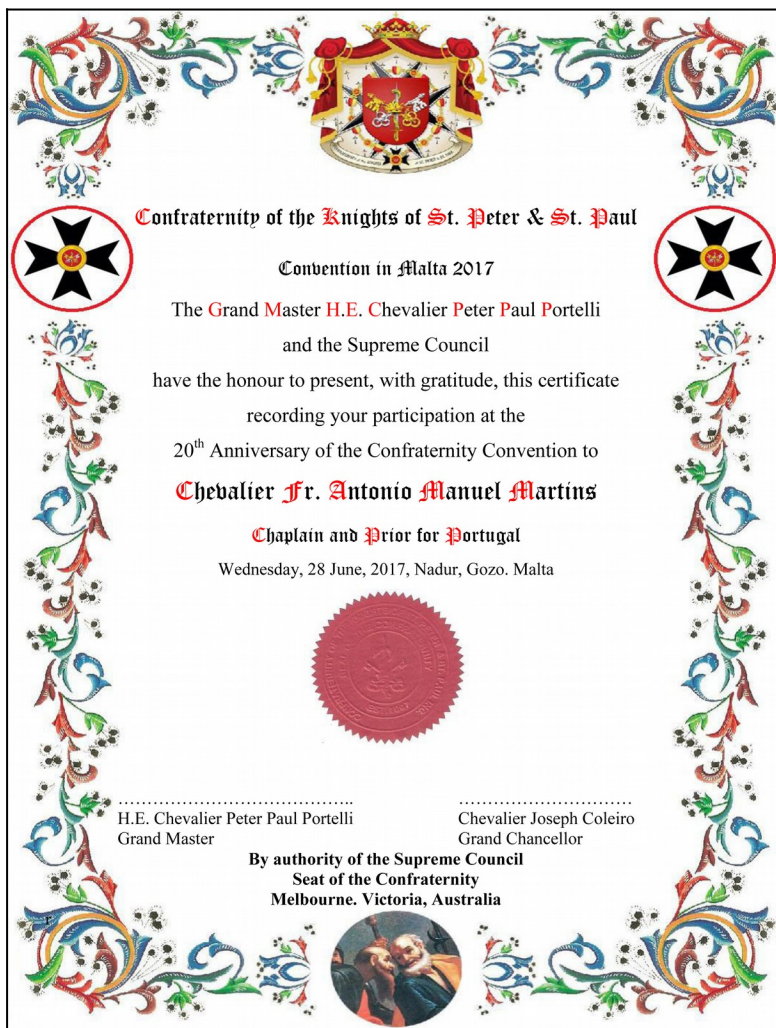 Confraternity of the Knights of St. Peter & St. Paul
Convention in Malta 2017
The Grand Master H.E. Chevalier Peter Paul Portelli
and the Supreme Council
have the honour to present, with gratitude, this certificate
recording your participation at the
20th Anniversary of the Confraternity Convention to
Chevalier Fr. Antonio Manuel Martins
Chaplain and Prior for Portugal
Wednesday, 28 June, 2017, Nadur, Gozo. Malta
……………………………………..
H.E. Chevalier Peter Paul Portelli
Grand Master
……………………………
Chevalier Joseph Coleiro
Grand Chancellor
By authority of the Supreme Council
Seat of the Confraternity
Melbourne. Victoria, Australia